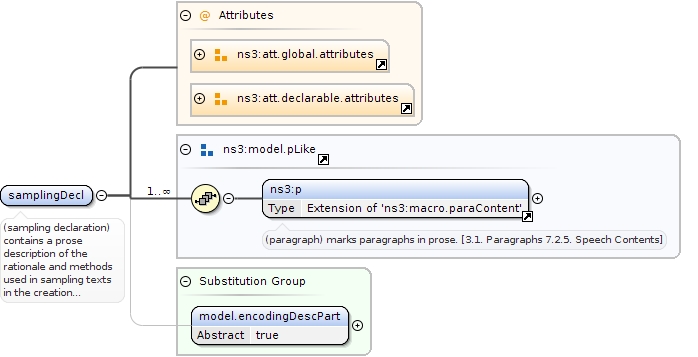 @ Attributes
ns3:att.global.attributes
ns3:att.declarable.attributes
ns3:model.pLike
samplingDecl
1..∞
ns3:p
Type Extension of 'ns3:macro.paraContent'
(sampling declaration)
contains a prose
description of the
rationale and methods
used in sampling texts
in the creation...
(paragraph) marks paragraphs in prose. [3.1. Paragraphs 7.2.5. Speech Contents]
Substitution Group
model.encodingDescPart
Abstract true